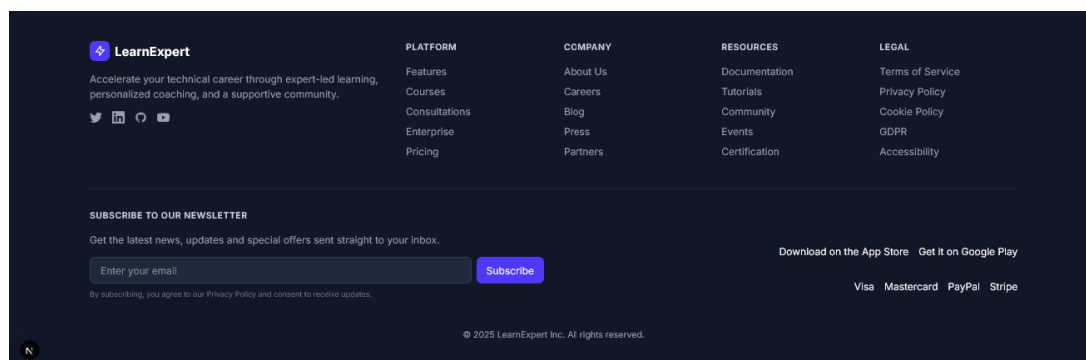 LearnExpert
Accelerate your technical career through expert-led learning,
personalized coaching, and a supportive community.
PLATFORM
Features
Courses
Consultations
Enterprise
Pricing
COMPANY
About Us
Careers
Blog
Press
Partners
RESOURCES
Documentation
Tutorials
Community
Events
Certification
LEGAL
Terms of Service
Privacy Policy
Cookie Policy
GDPR
Accessibility
SUBSCRIBE TO OUR NEWSLETTER
Get the latest news, updates and special offers sent straight to your inbox.
Enter your email
Subscribe
By subscribing, you agree to our Privacy Policy and consent to receive updates.
Download on the App Store Get it on Google Play
Visa Mastercard PayPal Stripe
© 2025 LearnExpert Inc. All rights reserved.
N